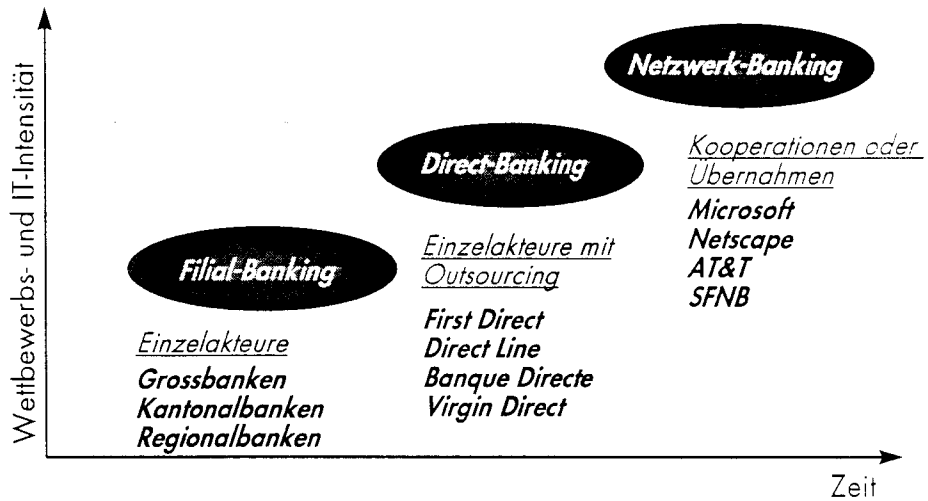 Wettbewerbs- und IT-Intensität
Netzwerk-Banking
Kooperationen oder
Übernahmen
Microsoft
Netscape
AT&T
SFNB
Direct-Banking
Einzelakteure mit
Outsourcing
First Direct
Direct Line
Banque Directe
Virgin Direct
Filial-Banking
Einzelakteure
Grossbanken
Kantonalbanken
Regionalbanken
Zeit